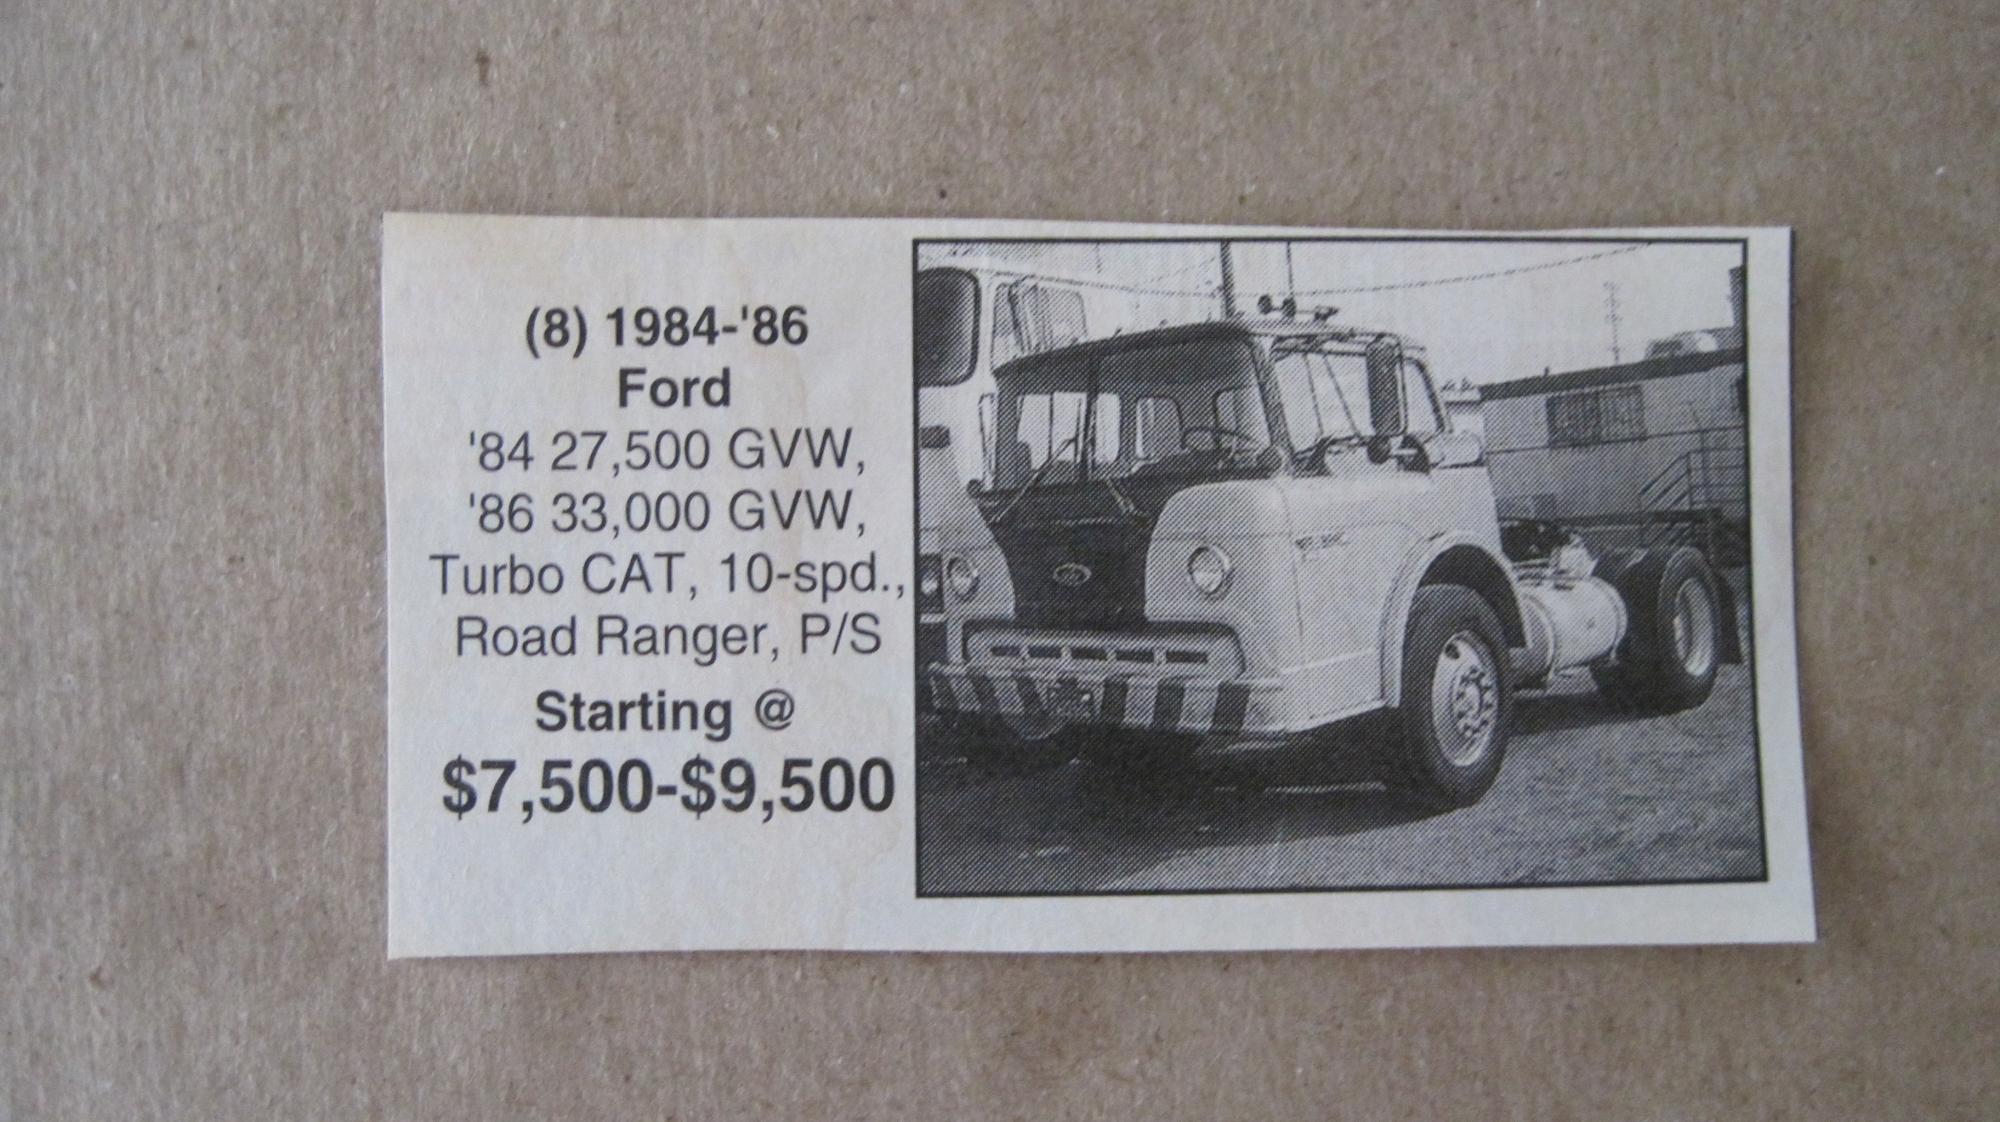 (8) 1984-'86
Ford
'84 27,500 GVW,
'86 33,000 GVW,
Turbo CAT, 10-spd.,
Road Ranger, P/S
Starting @
$7,500-$9,500